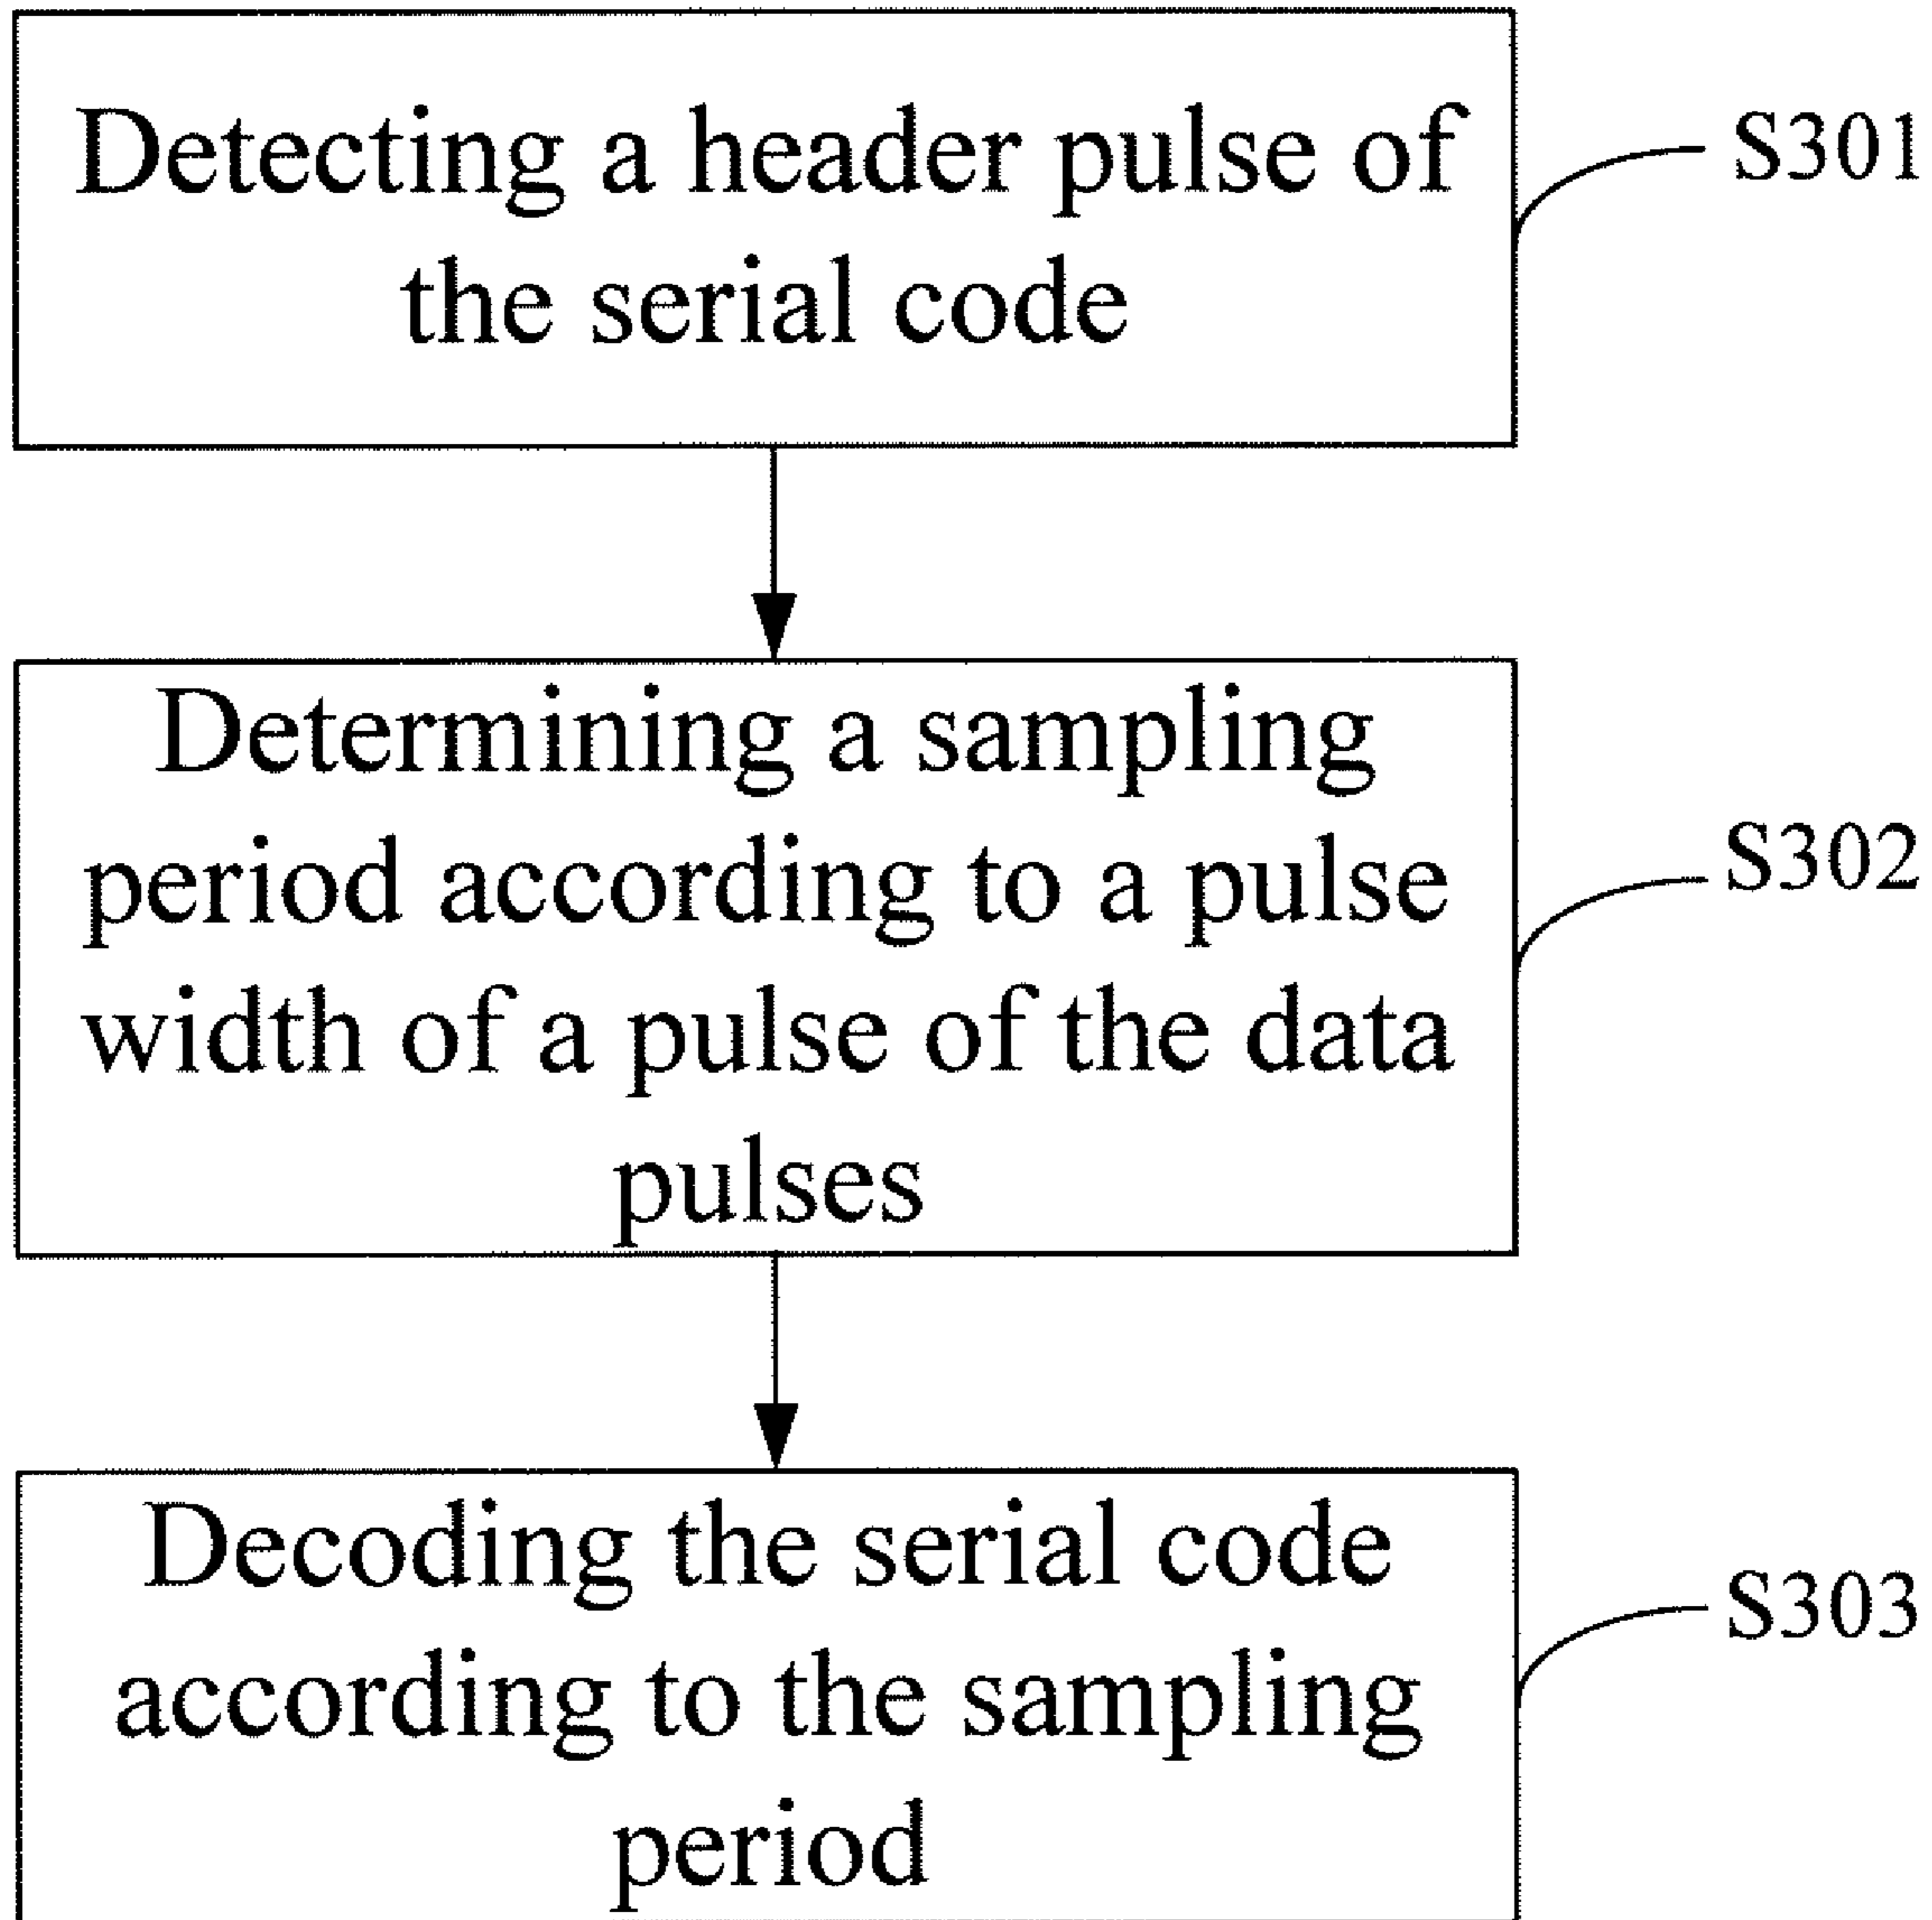 Detecting a header pulse of
the serial code
S301
Determining a sampling
period according to a pulse
width of a pulse of the data
pulses
S302
Decoding the serial code
according to the sampling
period
S303